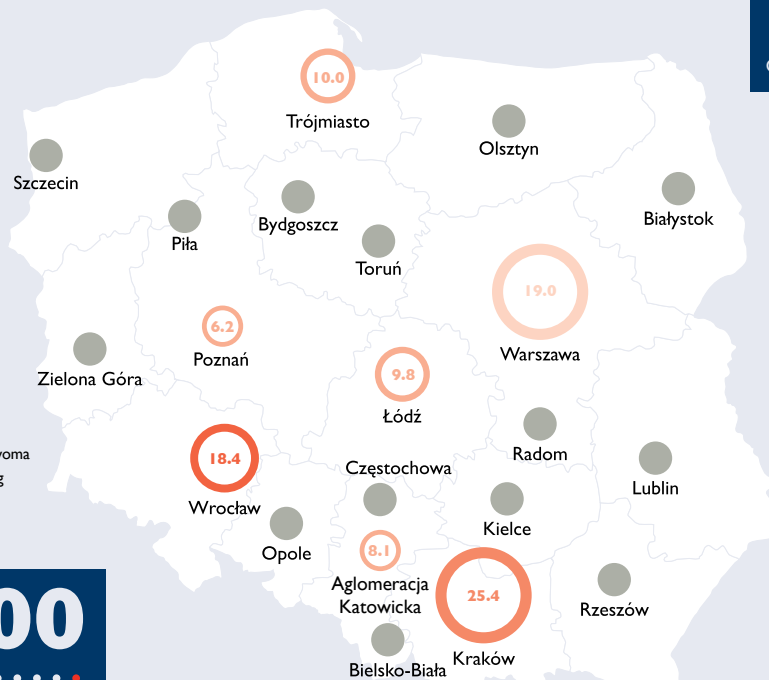 10.0
Trójmiasto
Olsztyn
Szczecin
Białystok
Bydgoszcz
Piła
Toruń
19.0
6.2
Warszawa
Poznań
Zielona Góra
9.8
Łódź
Radom
18.4
Częstochowa
Lublin
Wrocław
Kielce
Opole
8.1
Aglomeracja
Katowicka
25.4
Rzeszów
Kraków
Bielsko-Biała
00